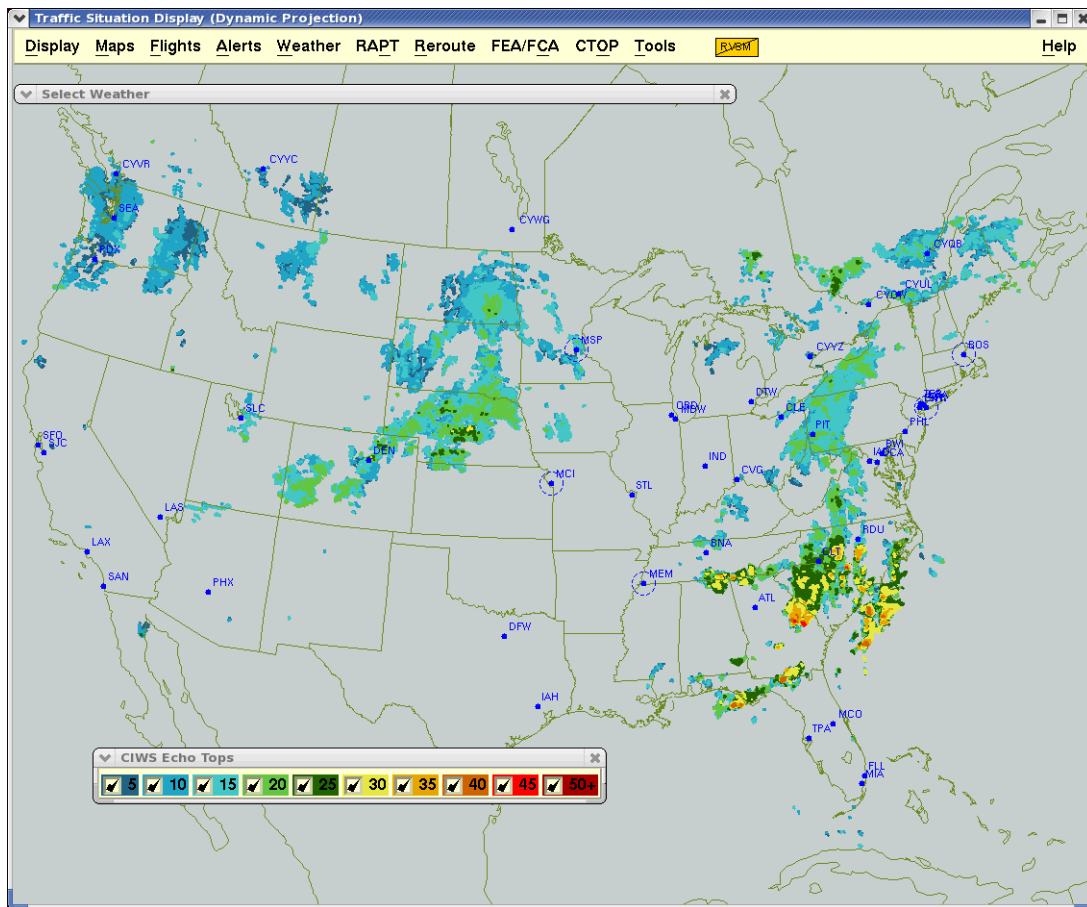 Traffic Situation Display (Dynamic Projection)
Display Maps Flights Alerts Weather RAPT Reroute FEA/FCA CTOP Tools RVSM Help
Select Weather
CYVR
CYYC
SEA
CYWG
PDX
CYQB
CYUL
CYOW
MSP
BOS
CYYZ
DTW
SLC
ORD
MDW
CLE
PHL
SFO
SJC
PIT
DEN
BWI
IAD
DCA
IND
MCI
CVG
STL
LAS
RDU
LAX
BNA
CLT
SAN
PHX
MEM
ATL
DFW
IAH
MCO
TPA
CIWS Echo Tops
FLL
MIA
5 10 15 20 25 30 35 40 45 50+